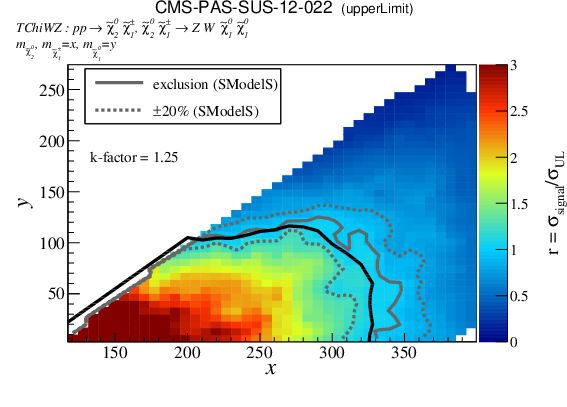 CMS-PAS-SUS-12-022 (upperLimit)
TChiWZ : pp → χ̃₂⁰ χ̃₁^±, χ̃₂⁰ χ̃₁^± → Z W χ̃₁⁰ χ̃₁⁰
m_χ̃₂⁰, m_χ̃₁^±=x, m_χ̃₁⁰=y
exclusion (SModelS)
±20% (SModelS)
k-factor = 1.25
y
250
200
150
100
50
150
200
250
300
350
x
3
2.5
2
1.5
1
0.5
0
r = σ_signal/σ_UL